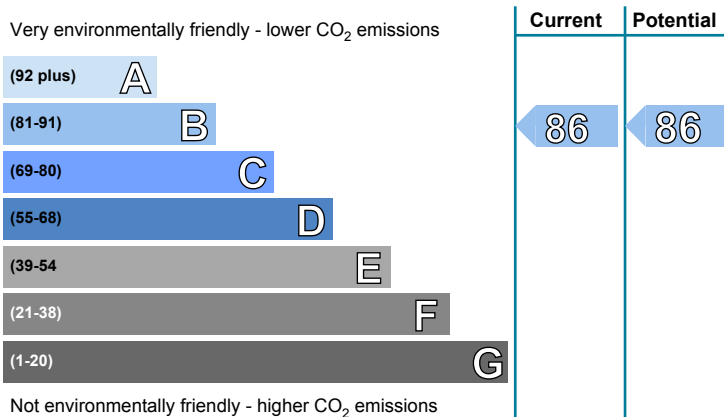 Current Potential
Very environmentally friendly - lower CO2 emissions
(92 plus) A
(81-91) B 86 86
(69-80) C
(55-68) D
(39-54 E
(21-38) F
(1-20) G
Not environmentally friendly - higher CO2 emissions